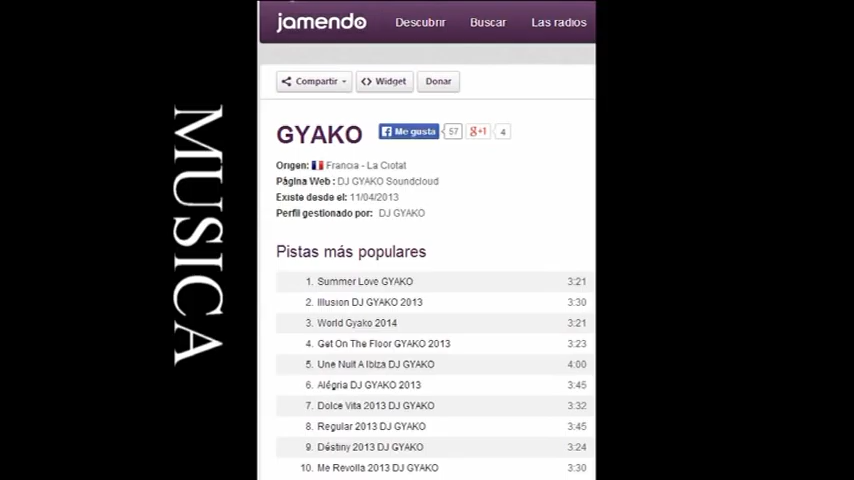 jamendo Descubrir Buscar Las radios
Compartir Widget Donar
GYAKO Me gusta 57 g+1 4
Origen: Francia - La Ciotat
Página Web : DJ GYAKO Soundcloud
Existe desde el: 11/04/2013
Perfil gestionado por: DJ GYAKO
Pistas más populares
1. Summer Love GYAKO 3:21
2. Illusion DJ GYAKO 2013 3:30
3. World Gyako 2014 3:21
4. Get On The Floor GYAKO 2013 3:23
5. Une Nuit A Ibiza DJ GYAKO 4:00
6. Alégria DJ GYAKO 2013 3:45
7. Dolce Vita 2013 DJ GYAKO 3:32
8. Regular 2013 DJ GYAKO 3:45
9. Déstiny 2013 DJ GYAKO 3:24
10. Me Revolla 2013 DJ GYAKO 3:30
MUSICA